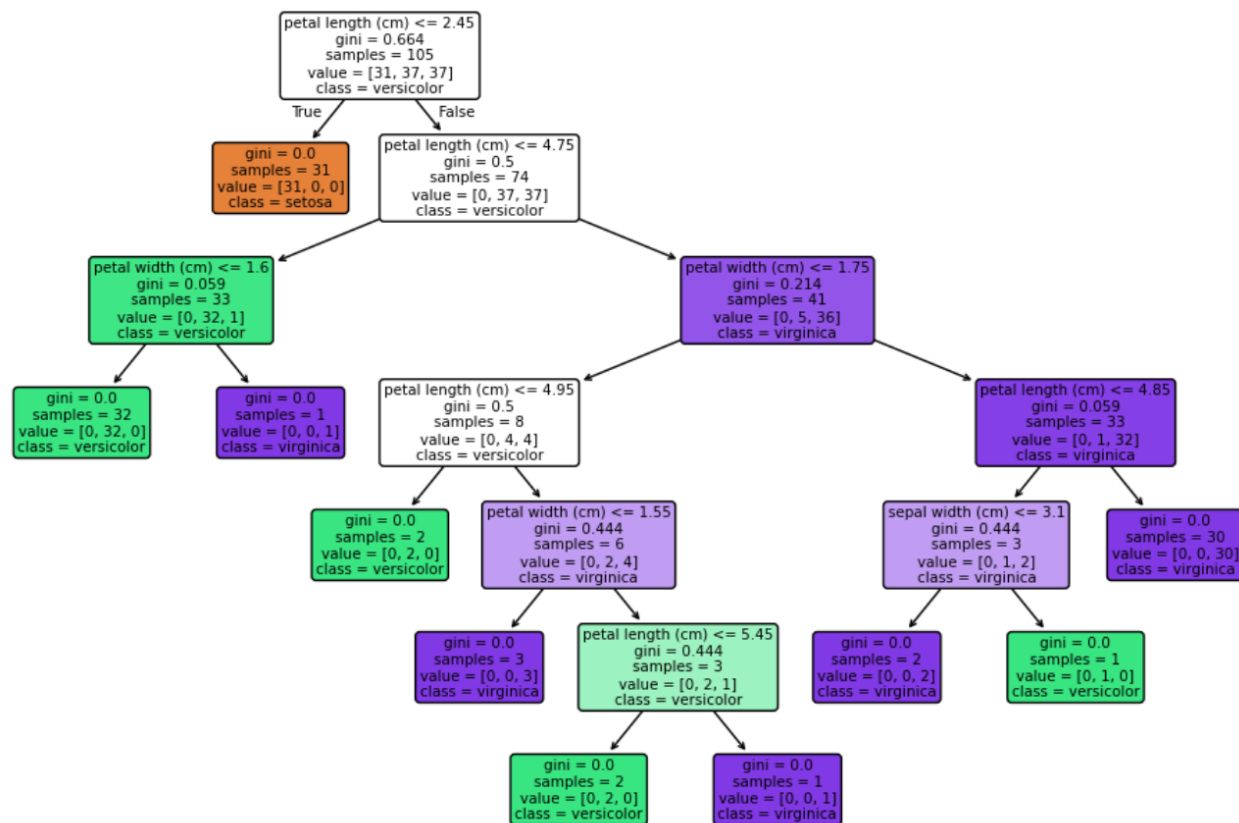 petal length (cm) <= 2.45
gini = 0.664
samples = 105
value = [31, 37, 37]
class = versicolor
True
False
gini = 0.0
samples = 31
value = [31, 0, 0]
class = setosa
petal length (cm) <= 4.75
gini = 0.5
samples = 74
value = [0, 37, 37]
class = versicolor
petal width (cm) <= 1.6
gini = 0.059
samples = 33
value = [0, 32, 1]
class = versicolor
petal width (cm) <= 1.75
gini = 0.214
samples = 41
value = [0, 5, 36]
class = virginica
gini = 0.0
samples = 32
value = [0, 32, 0]
class = versicolor
gini = 0.0
samples = 1
value = [0, 0, 1]
class = virginica
petal length (cm) <= 4.95
gini = 0.5
samples = 8
value = [0, 4, 4]
class = versicolor
petal length (cm) <= 4.85
gini = 0.059
samples = 33
value = [0, 1, 32]
class = virginica
gini = 0.0
samples = 2
value = [0, 2, 0]
class = versicolor
petal width (cm) <= 1.55
gini = 0.444
samples = 6
value = [0, 2, 4]
class = virginica
sepal width (cm) <= 3.1
gini = 0.444
samples = 3
value = [0, 1, 2]
class = virginica
gini = 0.0
samples = 30
value = [0, 0, 30]
class = virginica
gini = 0.0
samples = 3
value = [0, 0, 3]
class = virginica
petal length (cm) <= 5.45
gini = 0.444
samples = 3
value = [0, 2, 1]
class = versicolor
gini = 0.0
samples = 2
value = [0, 0, 2]
class = virginica
gini = 0.0
samples = 1
value = [0, 1, 0]
class = versicolor
gini = 0.0
samples = 2
value = [0, 2, 0]
class = versicolor
gini = 0.0
samples = 1
value = [0, 0, 1]
class = virginica